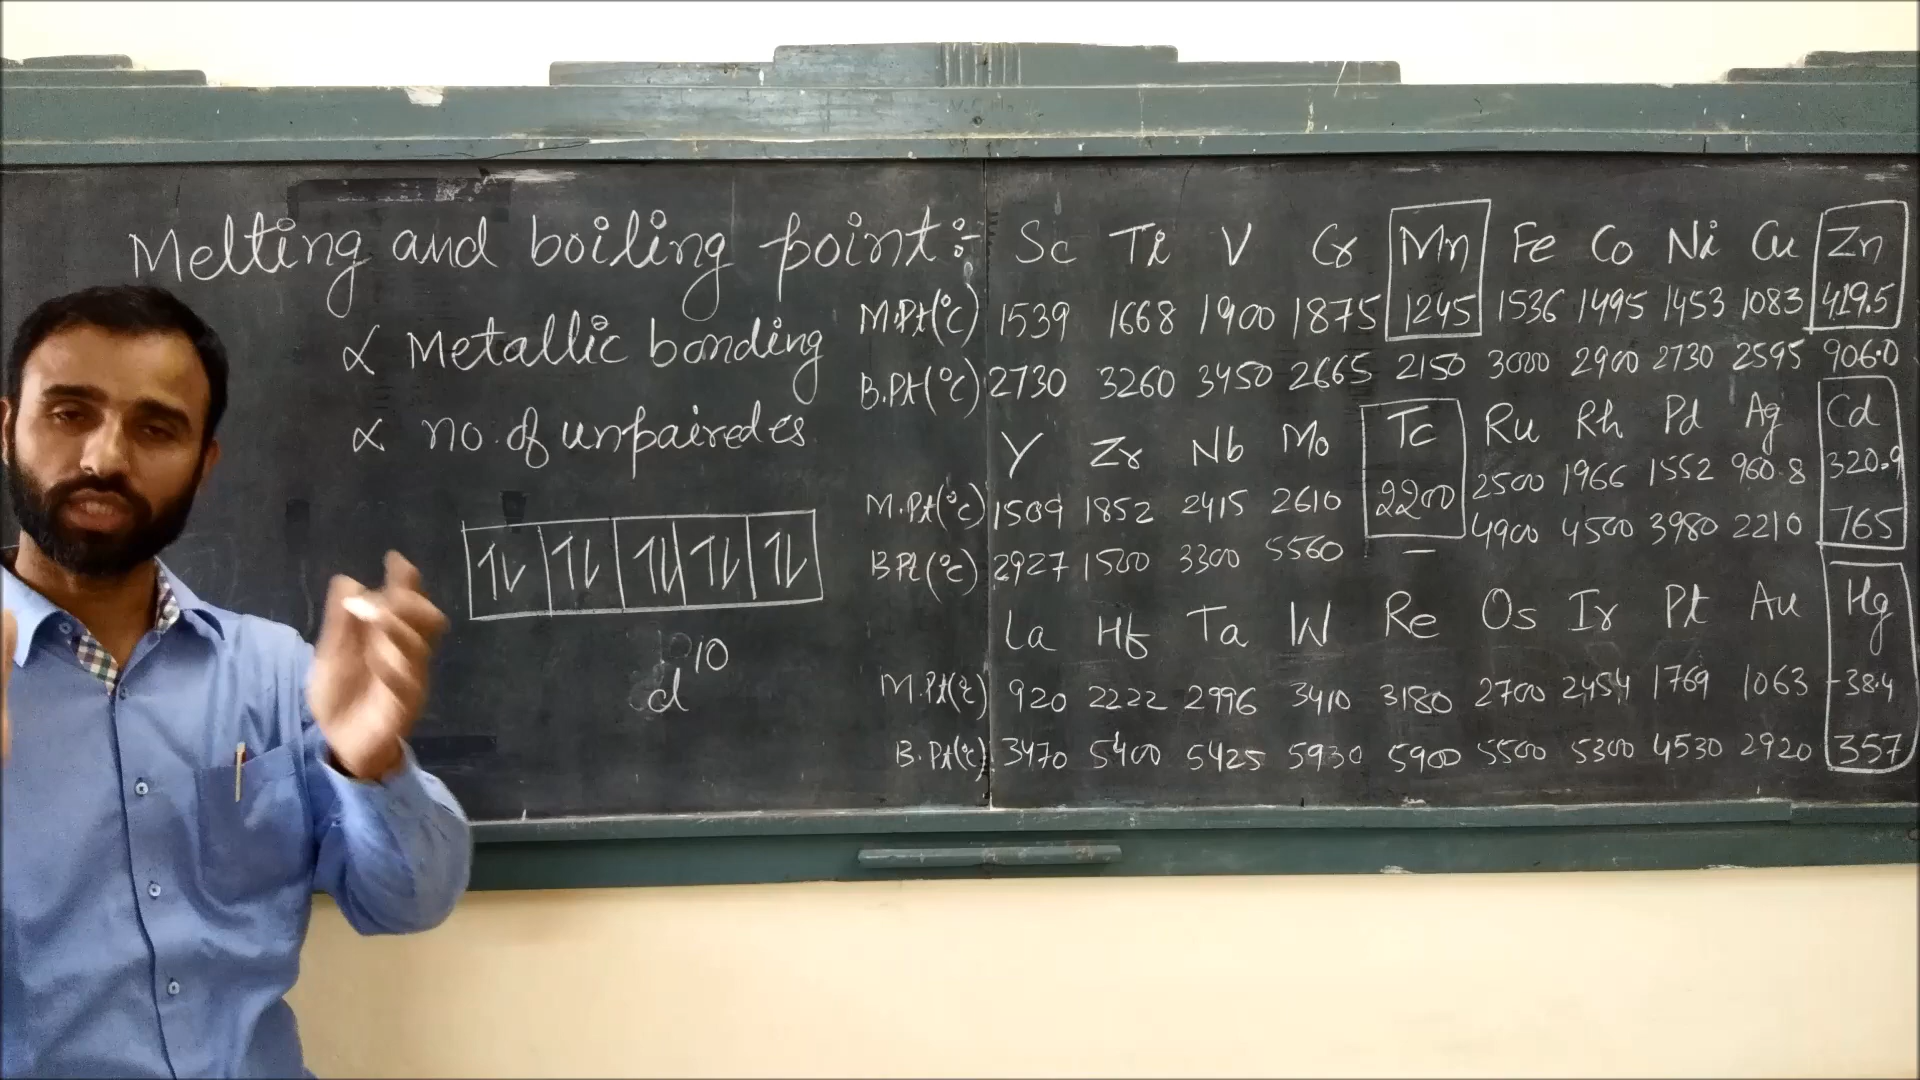 Melting and boiling point:-
∝ Metallic bonding
∝ no. of unpaired es
d10
Sc Ti V Cr Mn Fe Co Ni Cu Zn
M.Pt(°C) 1539 1668 1900 1875 1245 1536 1495 1453 1083 419.5
B.Pt(°C) 2730 3260 3450 2665 2150 3000 2900 2730 2595 906.0
Y Zr Nb Mo Tc Ru Rh Pd Ag Cd
M.Pt(°C) 1509 1852 2415 2610 2200 2500 1966 1552 960.8 320.9
B.Pt(°C) 2927 1500 3300 5560 — 4900 4500 3980 2210 765
La Hf Ta W Re Os Ir Pt Au Hg
M.Pt(°C) 920 2222 2996 3410 3180 2700 2454 1769 1063 -38.4
B.Pt(°C) 3470 5400 5425 5930 5900 5500 5300 4530 2920 357